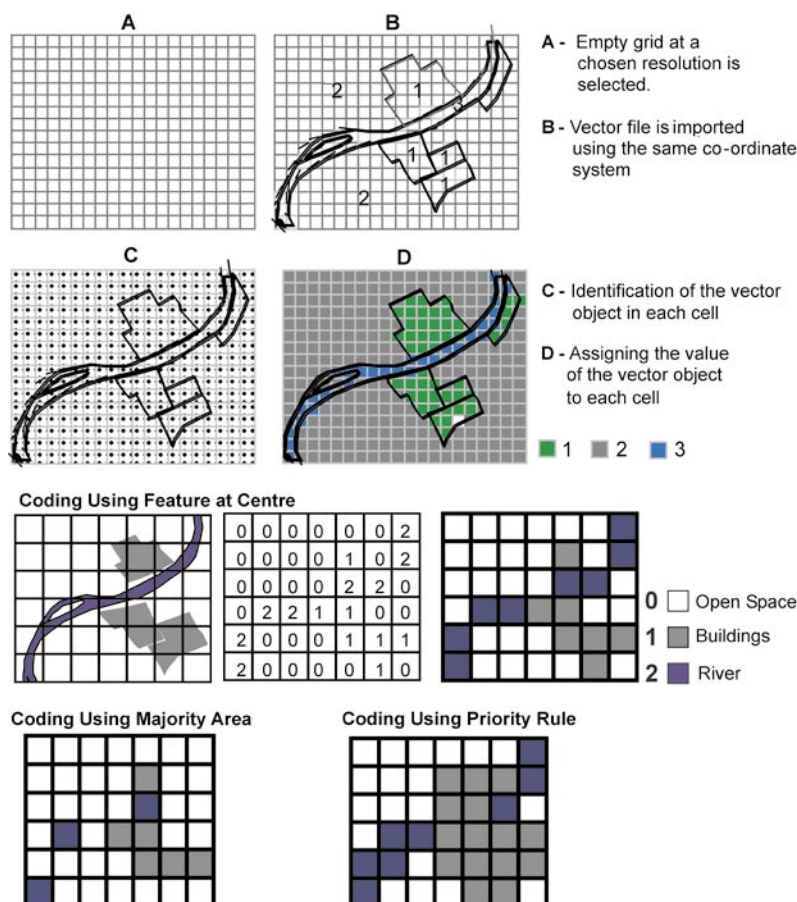 A
B
A - Empty grid at a
chosen resolution is
selected.
2
1
3
1
1
1
2
B - Vector file is imported
using the same co-ordinate
system
C
D
C - Identification of the vector
object in each cell
D - Assigning the value
of the vector object
to each cell
1 2 3
Coding Using Feature at Centre
0 0 0 0 0 0 2
0 0 0 0 1 0 2
0 0 0 0 2 2 0
0 2 2 1 1 0 0
2 0 0 0 1 1 1
2 0 0 0 0 1 0
0 Open Space
1 Buildings
2 River
Coding Using Majority Area
Coding Using Priority Rule